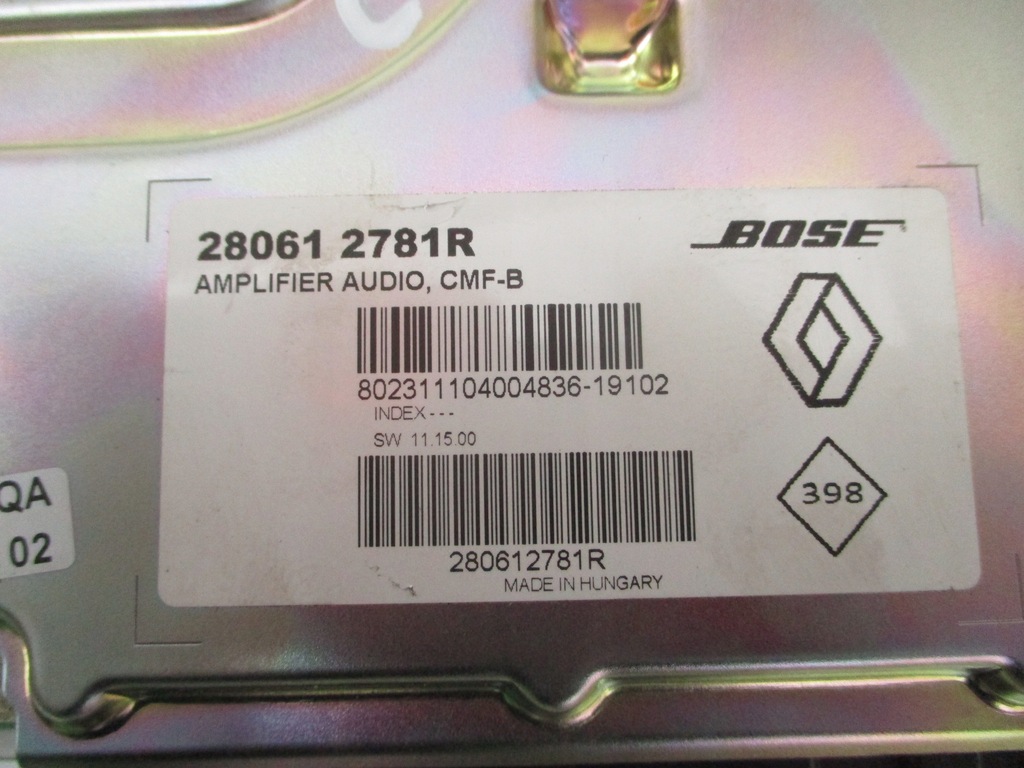 28061 2781R
BOSE
AMPLIFIER AUDIO, CMF-B
802311104004836-19102
INDEX ---
SW 11.15.00
398
280612781R
MADE IN HUNGARY
QA
02